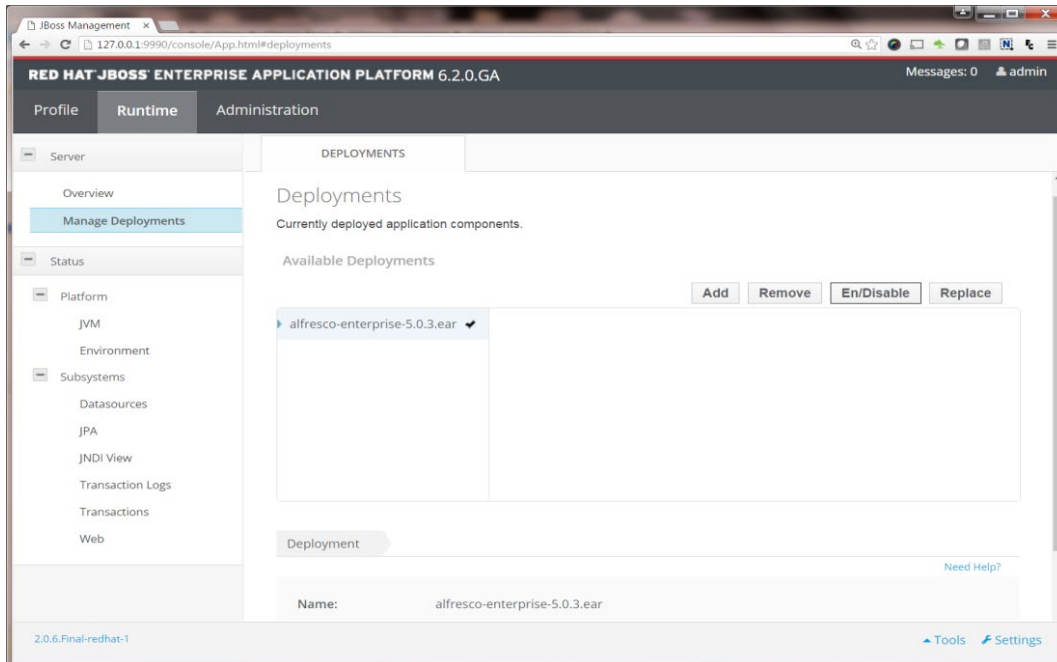 JBoss Management
127.0.0.1:9990/console/App.html#deployments
RED HAT JBOSS ENTERPRISE APPLICATION PLATFORM 6.2.0.GA
Messages: 0 admin
Profile Runtime Administration
Server
Overview
Manage Deployments
Status
Platform
JVM
Environment
Subsystems
Datasources
JPA
JNDI View
Transaction Logs
Transactions
Web
DEPLOYMENTS
Deployments
Currently deployed application components.
Available Deployments
Add Remove En/Disable Replace
alfresco-enterprise-5.0.3.ear
Deployment
Need Help?
Name: alfresco-enterprise-5.0.3.ear
2.0.6.Final-redhat-1
Tools Settings